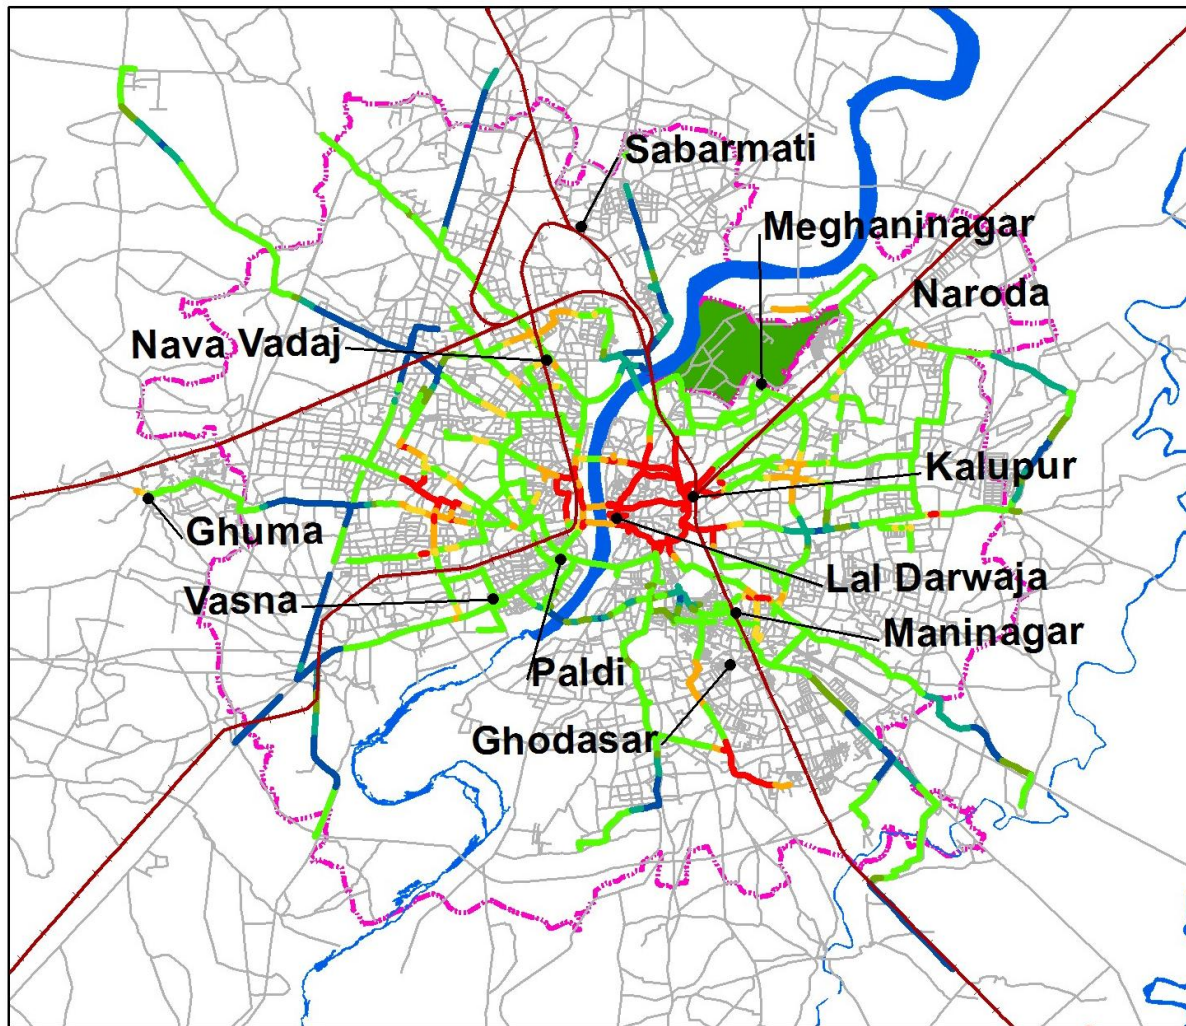 Sabarmati
Meghaninagar
Naroda
Nava Vadaj
Kalupur
Ghuma
Lal Darwaja
Vasna
Maninagar
Paldi
Ghodasar